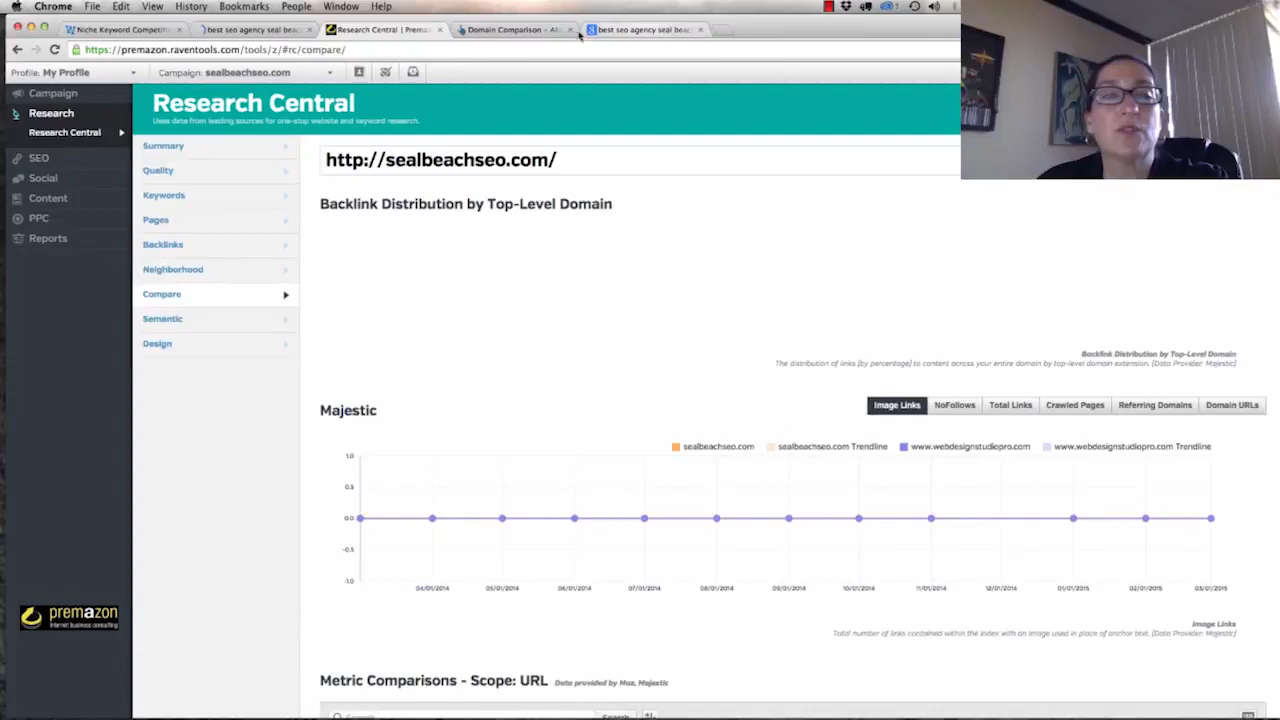 Chrome File Edit View History Bookmarks People Window Help
Niche Keyword Competition
best seo agency seal bea
Research Central | Prema
Domain Comparison - Al
best seo agency seal beac
https://premazon.raventools.com/tools/z/#rc/compare/
Profile: My Profile
Campaign: sealbeachseo.com
Campaign
Research
Research Central
SEO
Social
Content
PPC
Reports
premazon
internet business consulting
Research Central
Uses data from leading sources for one-stop website and keyword research.
Summary
Quality
Keywords
Pages
Backlinks
Neighborhood
Compare
Semantic
Design
http://sealbeachseo.com/
Backlink Distribution by Top-Level Domain
Backlink Distribution by Top-Level Domain
The distribution of links [by percentage] to content across your entire domain by top-level domain extension. [Data Provider: Majestic]
Majestic
Image Links NoFollows Total Links Crawled Pages Referring Domains Domain URLs
sealbeachseo.com sealbeachseo.com Trendline www.webdesignstudiopro.com www.webdesignstudiopro.com Trendline
1.0
0.5
0.0
-0.5
-1.0
04/01/2014 05/01/2014 06/01/2014 07/01/2014 08/01/2014 09/01/2014 10/01/2014 11/01/2014 12/01/2014 01/01/2015 02/01/2015 03/01/2015
Image Links
Total number of links contained within the index with an image used in place of anchor text. [Data Provider: Majestic]
Metric Comparisons - Scope: URL Data provided by Moz, Majestic
Search